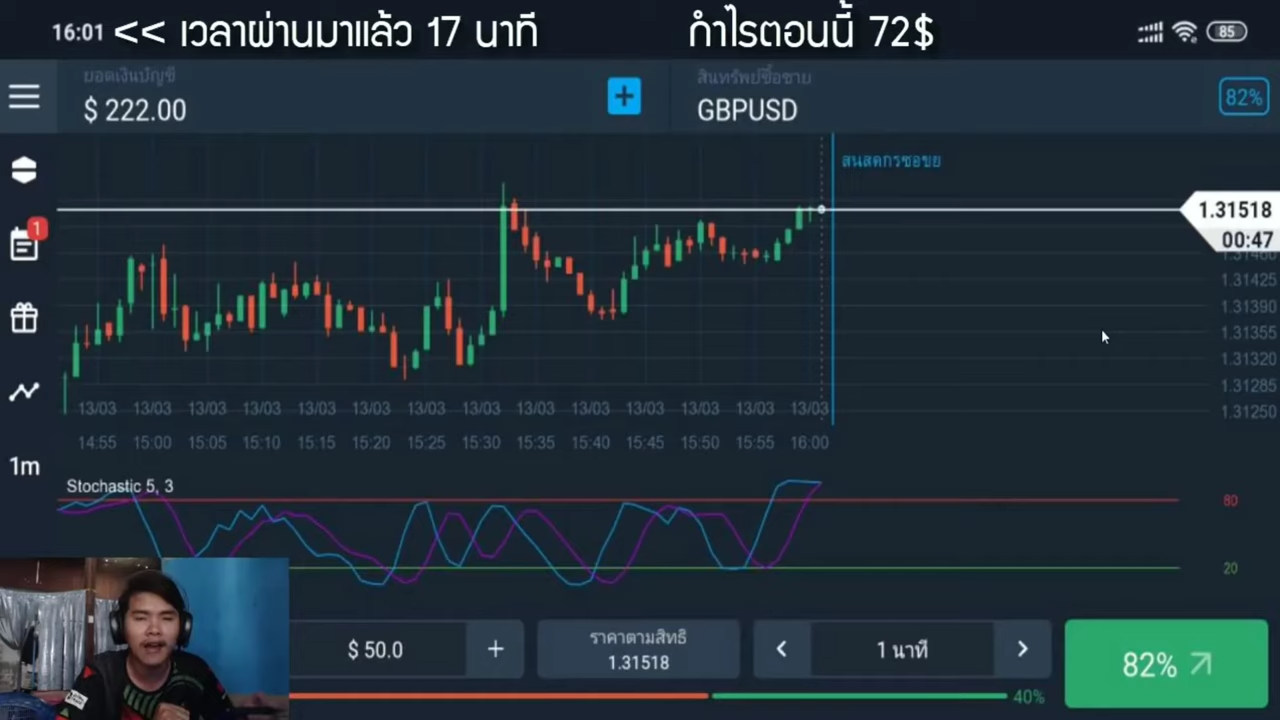 16:01 << เวลาผ่านมาแล้ว 17 นาที กำไรตอนนี้ 72$ 85
ยอดเงินบัญชี สินทรัพย์ซื้อขาย
$ 222.00 + GBPUSD 82%
สนสดกรซอขย
1.31518
1
00:47
1.31460
1.31425
1.31390
1.31355
1.31320
1.31285
1.31250
13/03 13/03 13/03 13/03 13/03 13/03 13/03 13/03 13/03 13/03 13/03 13/03 13/03 13/03
14:55 15:00 15:05 15:10 15:15 15:20 15:25 15:30 15:35 15:40 15:45 15:50 15:55 16:00
1m
Stochastic 5, 3
80
20
$ 50.0 + ราคาตามสิทธิ < 1 นาที > 82%
1.31518
40%